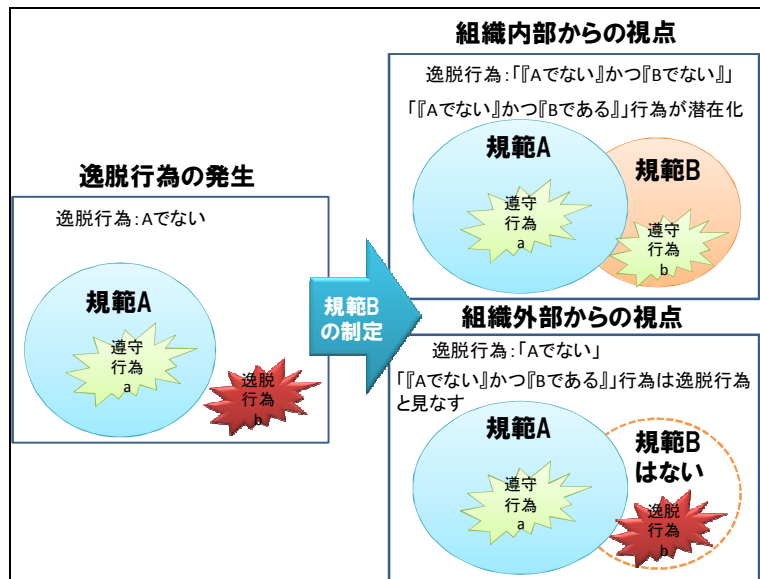 逸脱行為の発生
逸脱行為:Aでない
規範A
遵守
行為
a
逸脱
行為
b
規範B
の制定
組織内部からの視点
逸脱行為:「『Aでない』かつ『Bでない』」
「『Aでない』かつ『Bである』」行為が潜在化
規範A
遵守
行為
a
規範B
遵守
行為
b
組織外部からの視点
逸脱行為:「Aでない」
「『Aでない』かつ『Bである』」行為は逸脱行為
と見なす
規範A
遵守
行為
a
規範B
はない
逸脱
行為
b